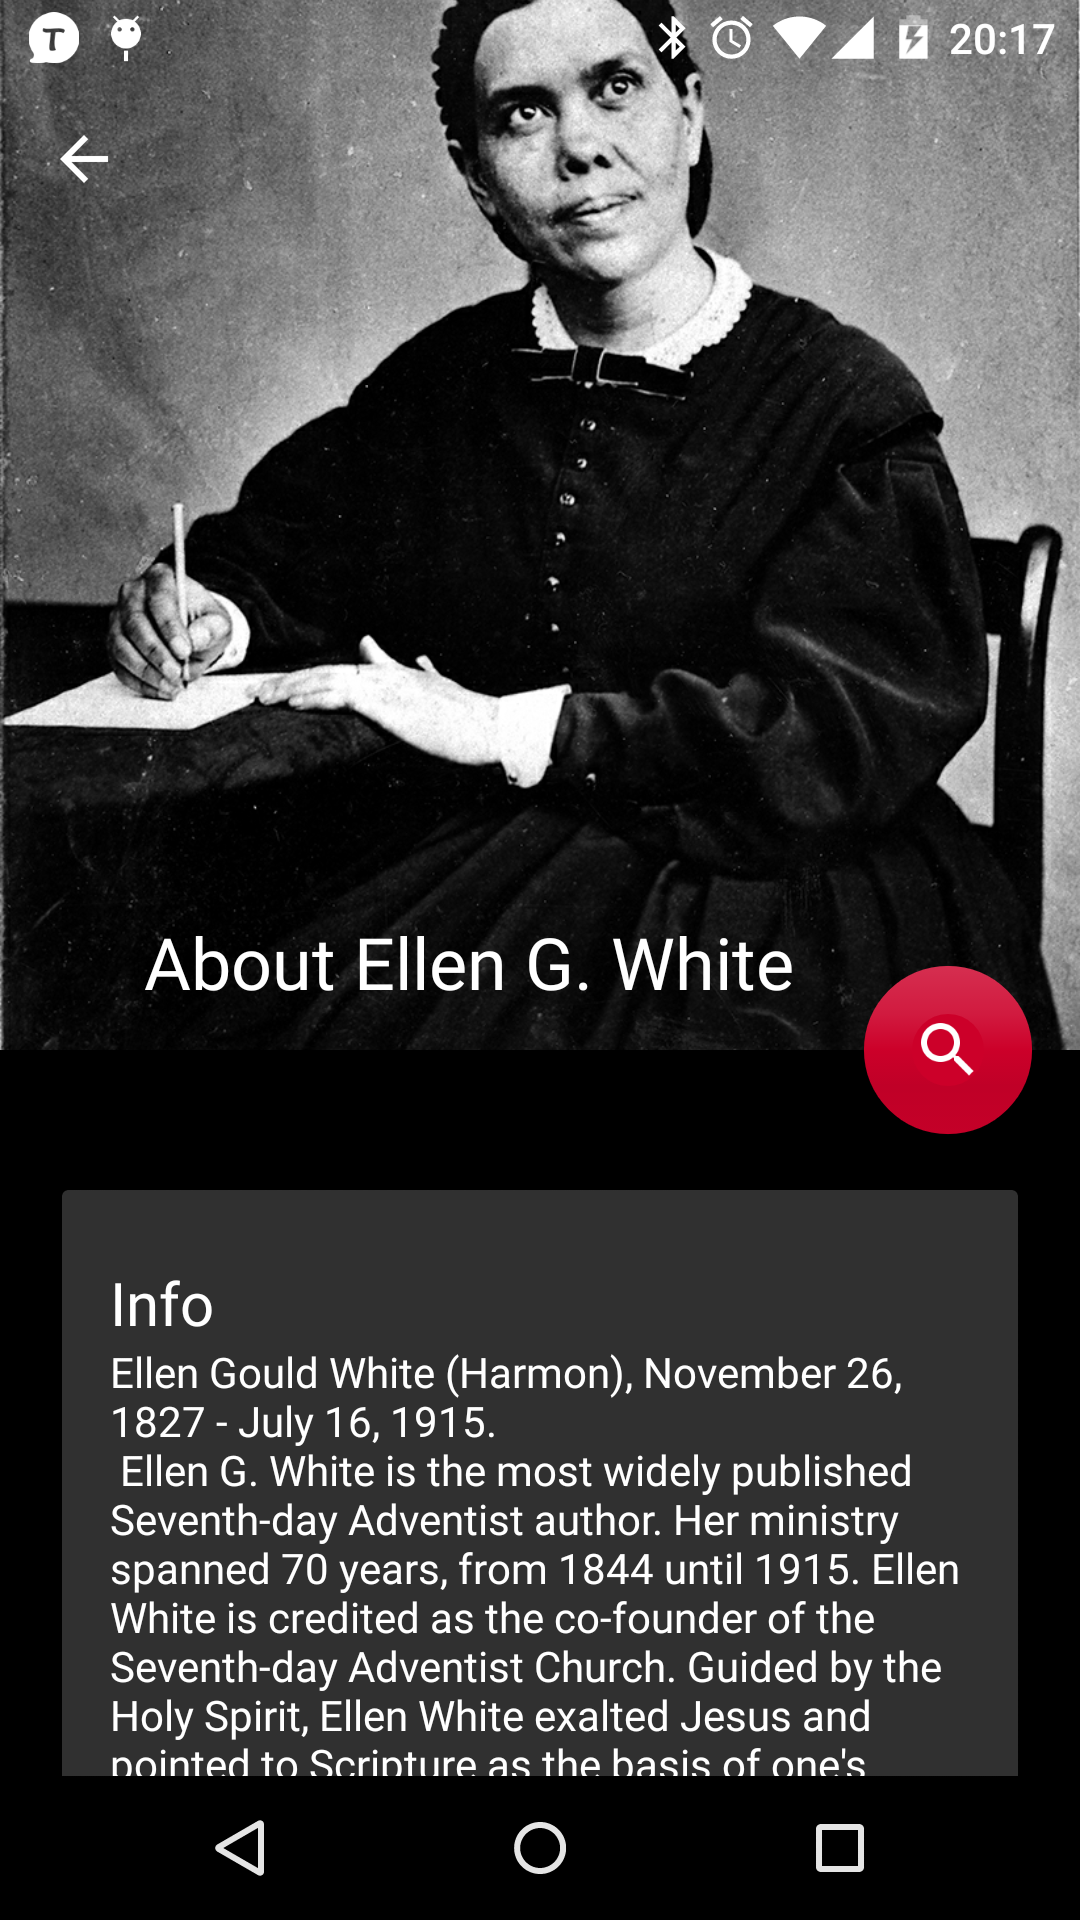 T
20:17
About Ellen G. White
Info
Ellen Gould White (Harmon), November 26,
1827 - July 16, 1915.
Ellen G. White is the most widely published
Seventh-day Adventist author. Her ministry
spanned 70 years, from 1844 until 1915. Ellen
White is credited as the co-founder of the
Seventh-day Adventist Church. Guided by the
Holy Spirit, Ellen White exalted Jesus and
pointed to Scripture as the basis of one's